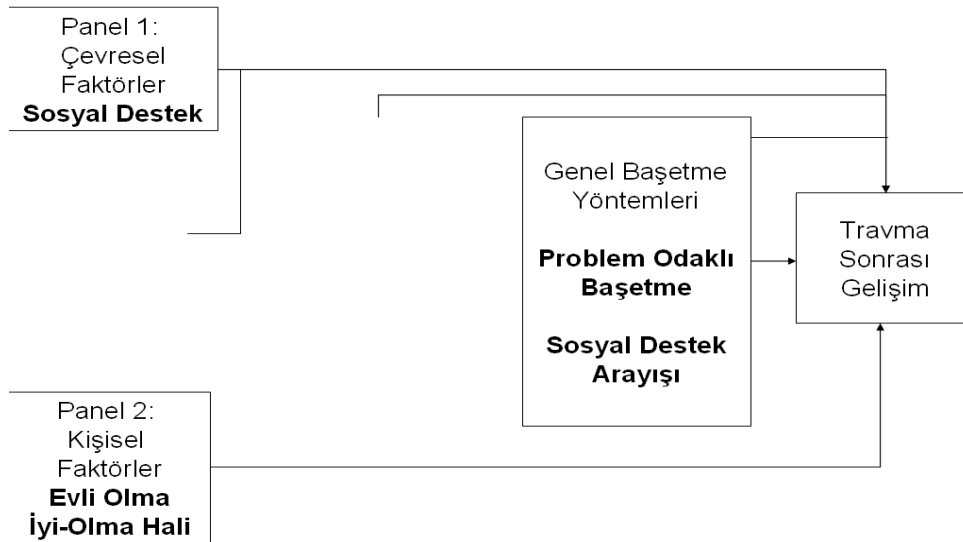 Panel 1:
Çevresel
Faktörler
Sosyal Destek
Genel Başetme
Yöntemleri
Problem Odaklı
Başetme
Sosyal Destek
Arayışı
Travma
Sonrası
Gelişim
Panel 2:
Kişisel
Faktörler
Evli Olma
İyi-Olma Hali